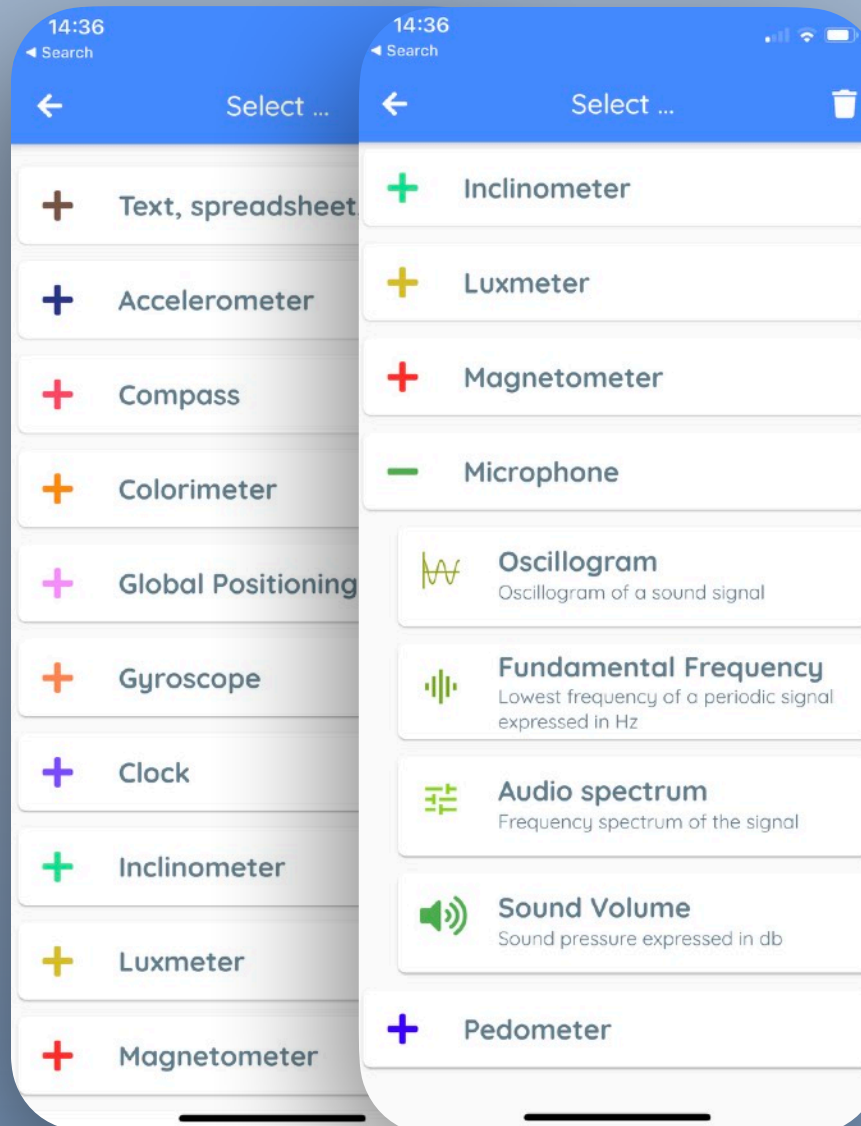 14:36
Search
Select ...
Text, spreadsheet
Accelerometer
Compass
Colorimeter
Global Positioning
Gyroscope
Clock
Inclinometer
Luxmeter
Magnetometer
14:36
Search
Select ...
Inclinometer
Luxmeter
Magnetometer
Microphone
Oscillogram
Oscillogram of a sound signal
Fundamental Frequency
Lowest frequency of a periodic signal
expressed in Hz
Audio spectrum
Frequency spectrum of the signal
Sound Volume
Sound pressure expressed in db
Pedometer